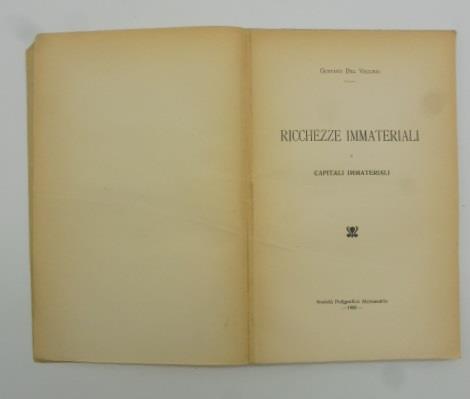 Gustavo Del Vecchio
RICCHEZZE IMMATERIALI
E
CAPITALI IMMATERIALI
Società Poligrafica